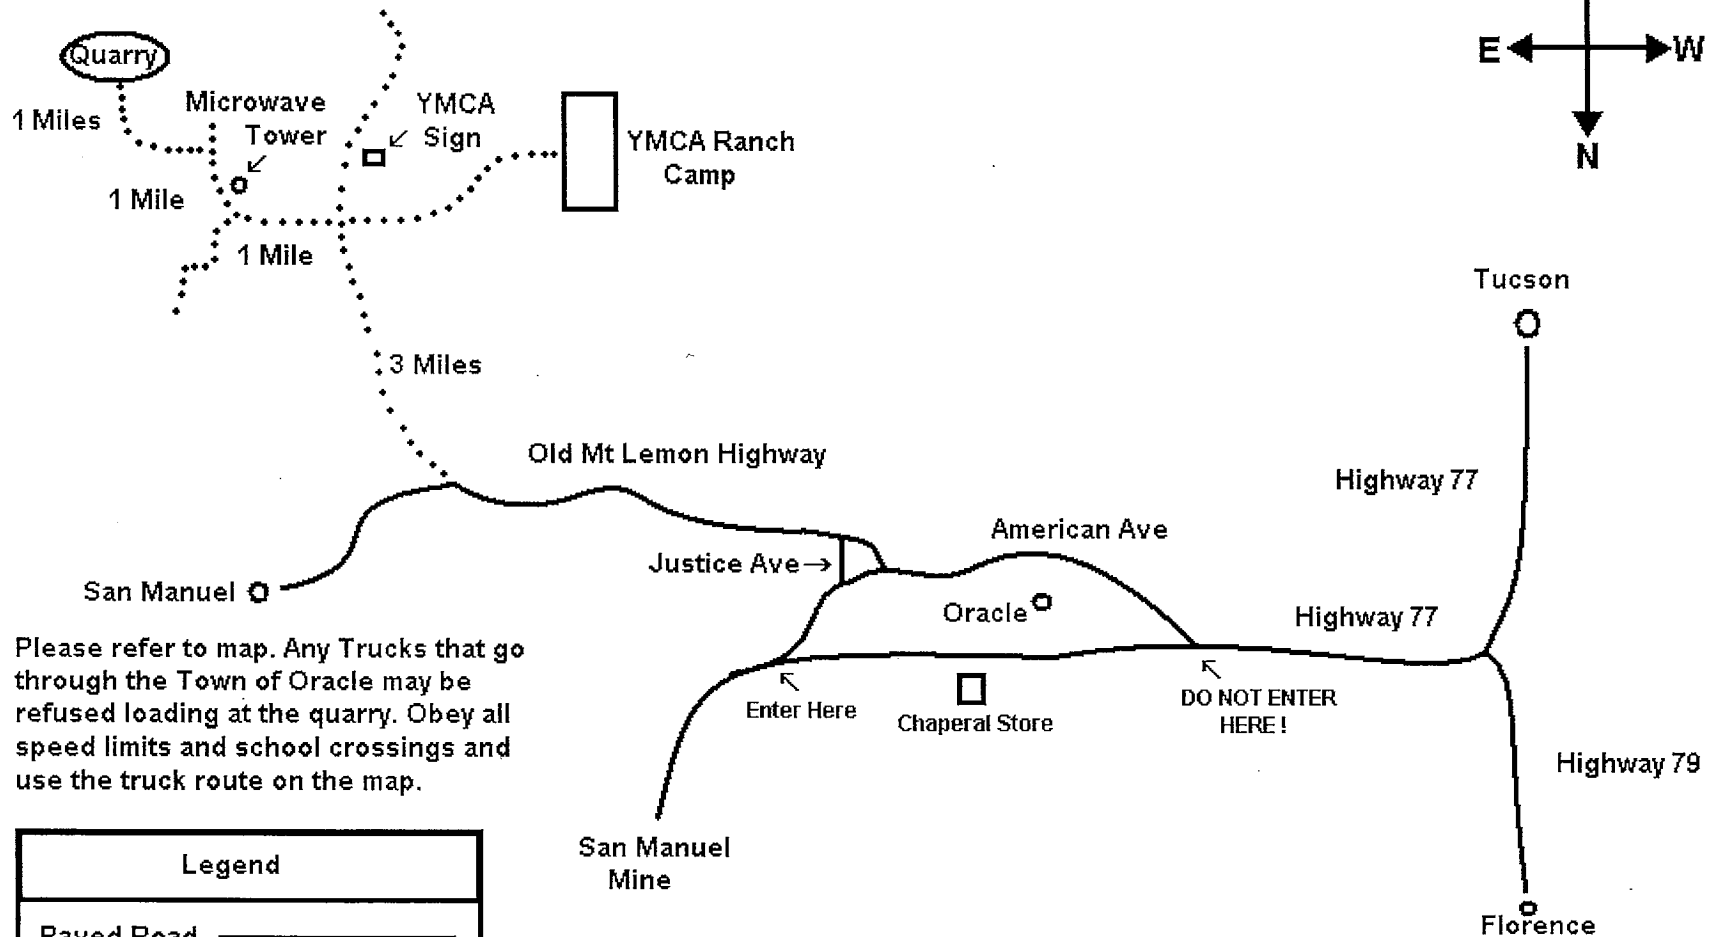 Quarry
1 Miles
Microwave
Tower
YMCA
Sign
YMCA Ranch
Camp
1 Mile
1 Mile
3 Miles
E
W
N
Tucson
Highway 77
Old Mt Lemon Highway
American Ave
Justice Ave
San Manuel
Oracle
Highway 77
Please refer to map. Any Trucks that go
through the Town of Oracle may be
refused loading at the quarry. Obey all
speed limits and school crossings and
use the truck route on the map.
Enter Here
Chaperal Store
DO NOT ENTER
HERE !
Highway 79
San Manuel
Mine
Florence
Legend
Paved Road